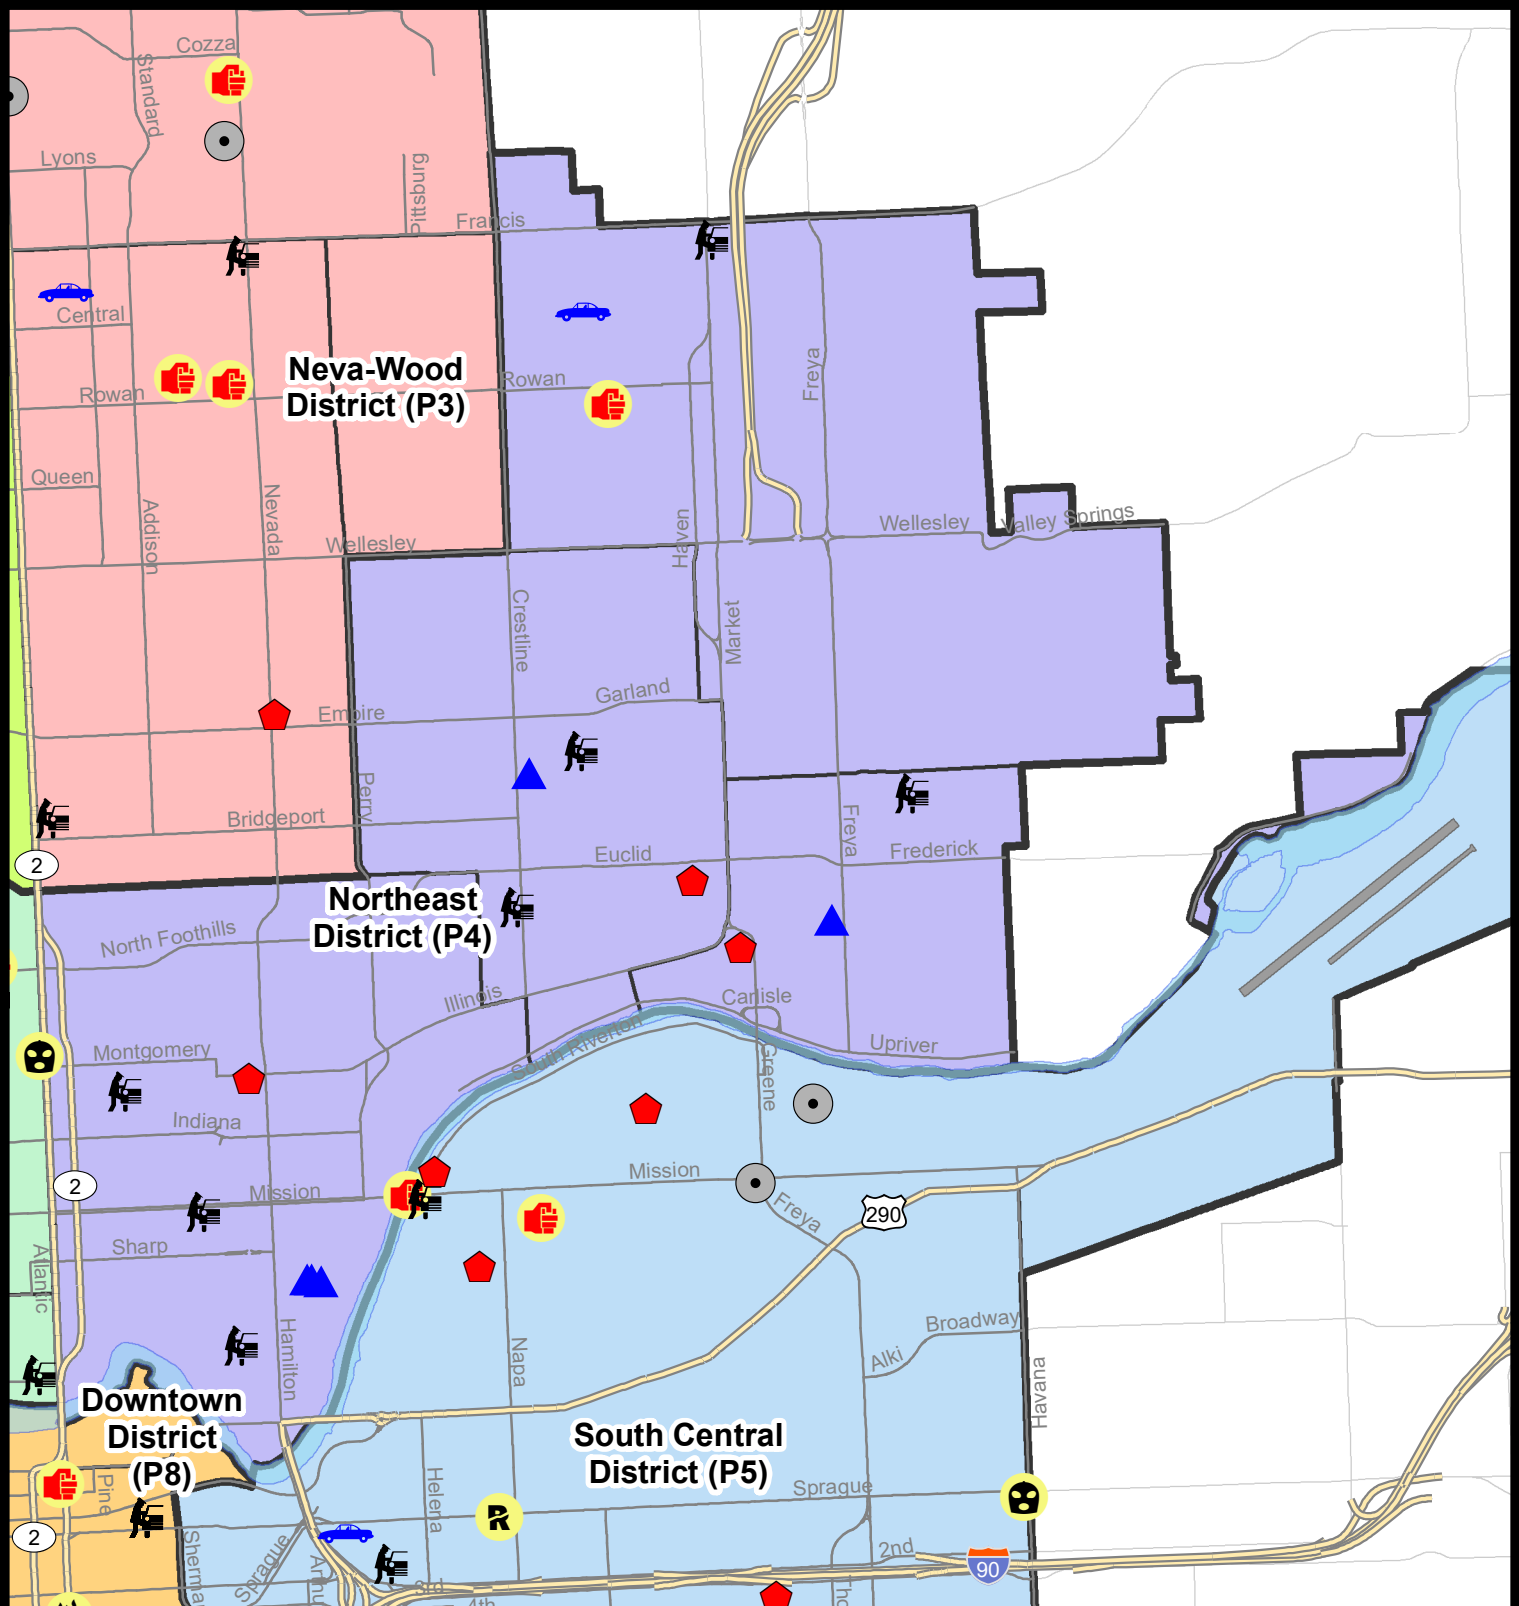 Cozza
Standard
Lyons
Pittsburg
Francis
Central
Neva-Wood
District (P3)
Rowan
Rowan
Freya
Queen
Addison
Nevada
Haven
Wellesley
Wellesley
Valley Springs
Crestline
Market
Garland
Empire
Perry
Bridgeport
Freya
Euclid
Frederick
2
Northeast
District (P4)
North Foothills
Illinois
Carlisle
South Riverton
Upriver
Greene
Montgomery
Indiana
2
Mission
Mission
Freya
290
Sharp
Atlantic
Hamilton
Napa
Broadway
Alki
Havana
Downtown
District
(P8)
South Central
District (P5)
Pine
Helena
Sprague
R
2
Sprague
2nd
90
3rd
4th